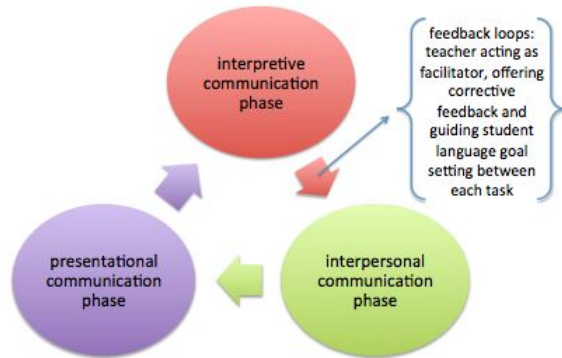 interpretive
communication
phase
feedback loops:
teacher acting as
facilitator, offering
corrective
feedback and
guiding student
language goal
setting between
each task
presentational
communication
phase
interpersonal
communication
phase